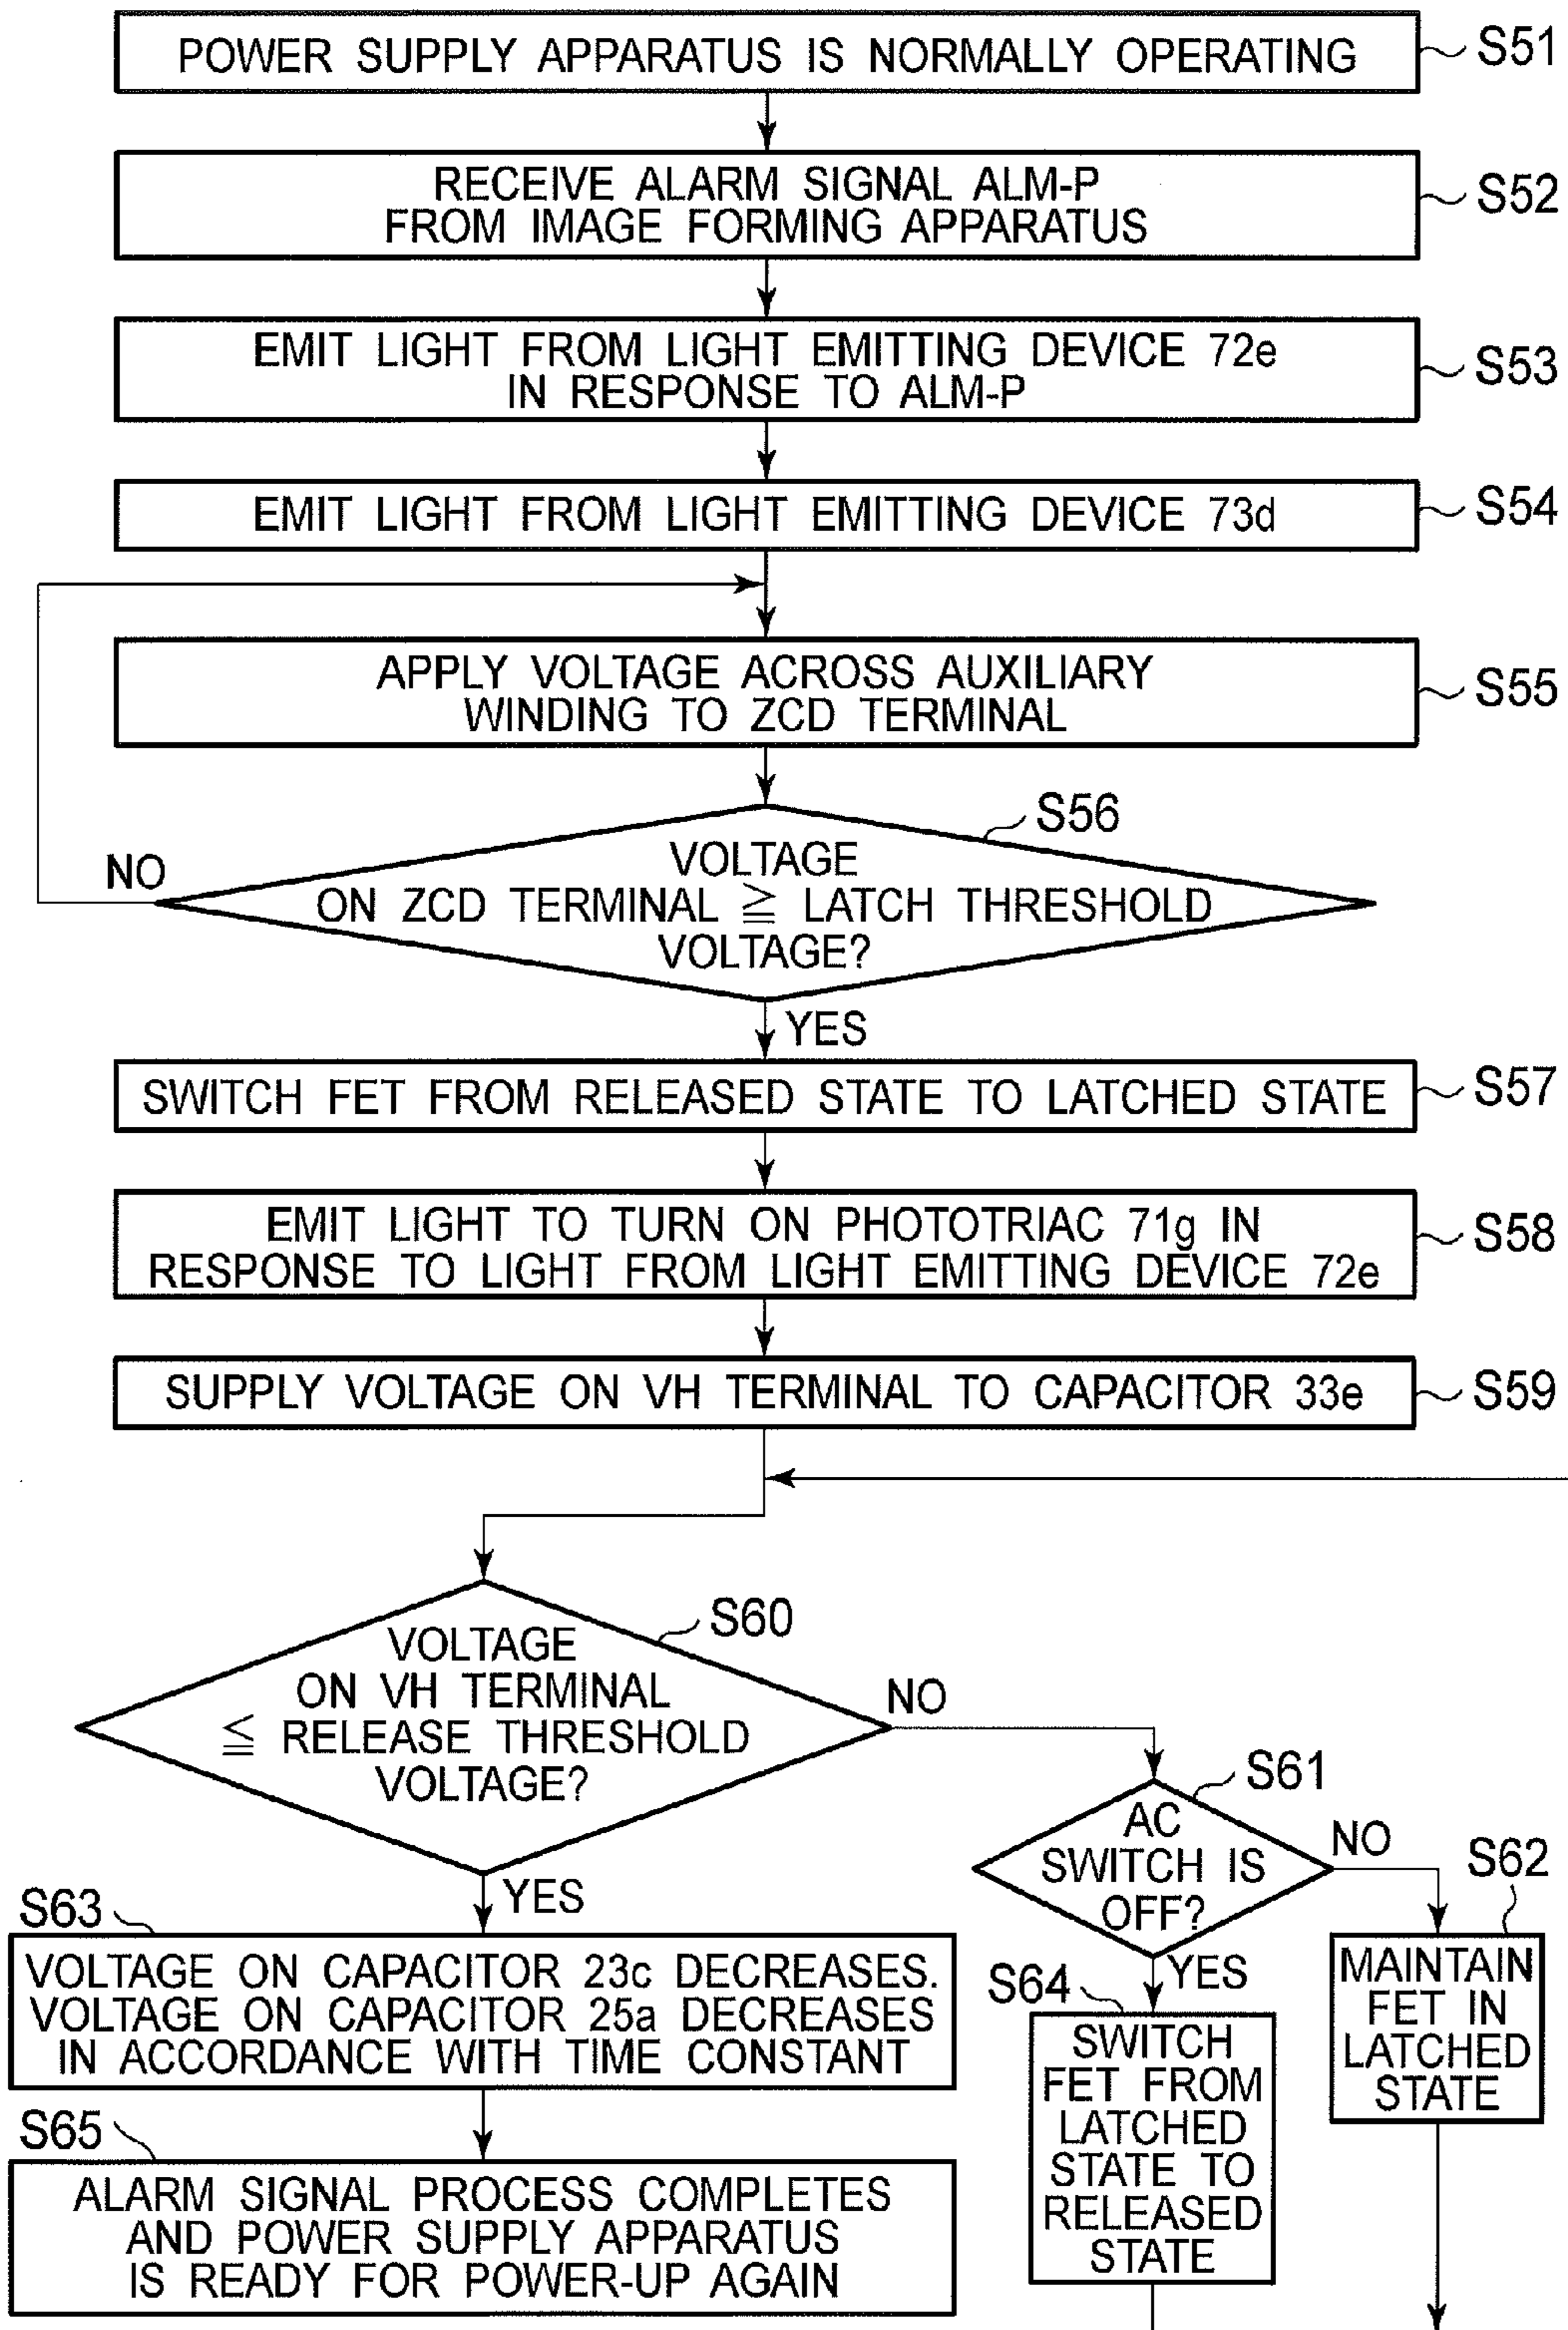 POWER SUPPLY APPARATUS IS NORMALLY OPERATING
S51
RECEIVE ALARM SIGNAL ALM-P
FROM IMAGE FORMING APPARATUS
S52
EMIT LIGHT FROM LIGHT EMITTING DEVICE 72e
IN RESPONSE TO ALM-P
S53
EMIT LIGHT FROM LIGHT EMITTING DEVICE 73d
S54
APPLY VOLTAGE ACROSS AUXILIARY
WINDING TO ZCD TERMINAL
S55
S56
NO
VOLTAGE
ON ZCD TERMINAL ≧ LATCH THRESHOLD
VOLTAGE?
YES
SWITCH FET FROM RELEASED STATE TO LATCHED STATE
S57
EMIT LIGHT TO TURN ON PHOTOTRIAC 71g IN
RESPONSE TO LIGHT FROM LIGHT EMITTING DEVICE 72e
S58
SUPPLY VOLTAGE ON VH TERMINAL TO CAPACITOR 33e
S59
S60
VOLTAGE
ON VH TERMINAL
≦ RELEASE THRESHOLD
VOLTAGE?
NO
YES
S61
AC
SWITCH IS
OFF?
NO
YES
S62
MAINTAIN
FET IN
LATCHED
STATE
S63
VOLTAGE ON CAPACITOR 23c DECREASES.
VOLTAGE ON CAPACITOR 25a DECREASES
IN ACCORDANCE WITH TIME CONSTANT
S64
SWITCH
FET FROM
LATCHED
STATE TO
RELEASED
STATE
S65
ALARM SIGNAL PROCESS COMPLETES
AND POWER SUPPLY APPARATUS
IS READY FOR POWER-UP AGAIN